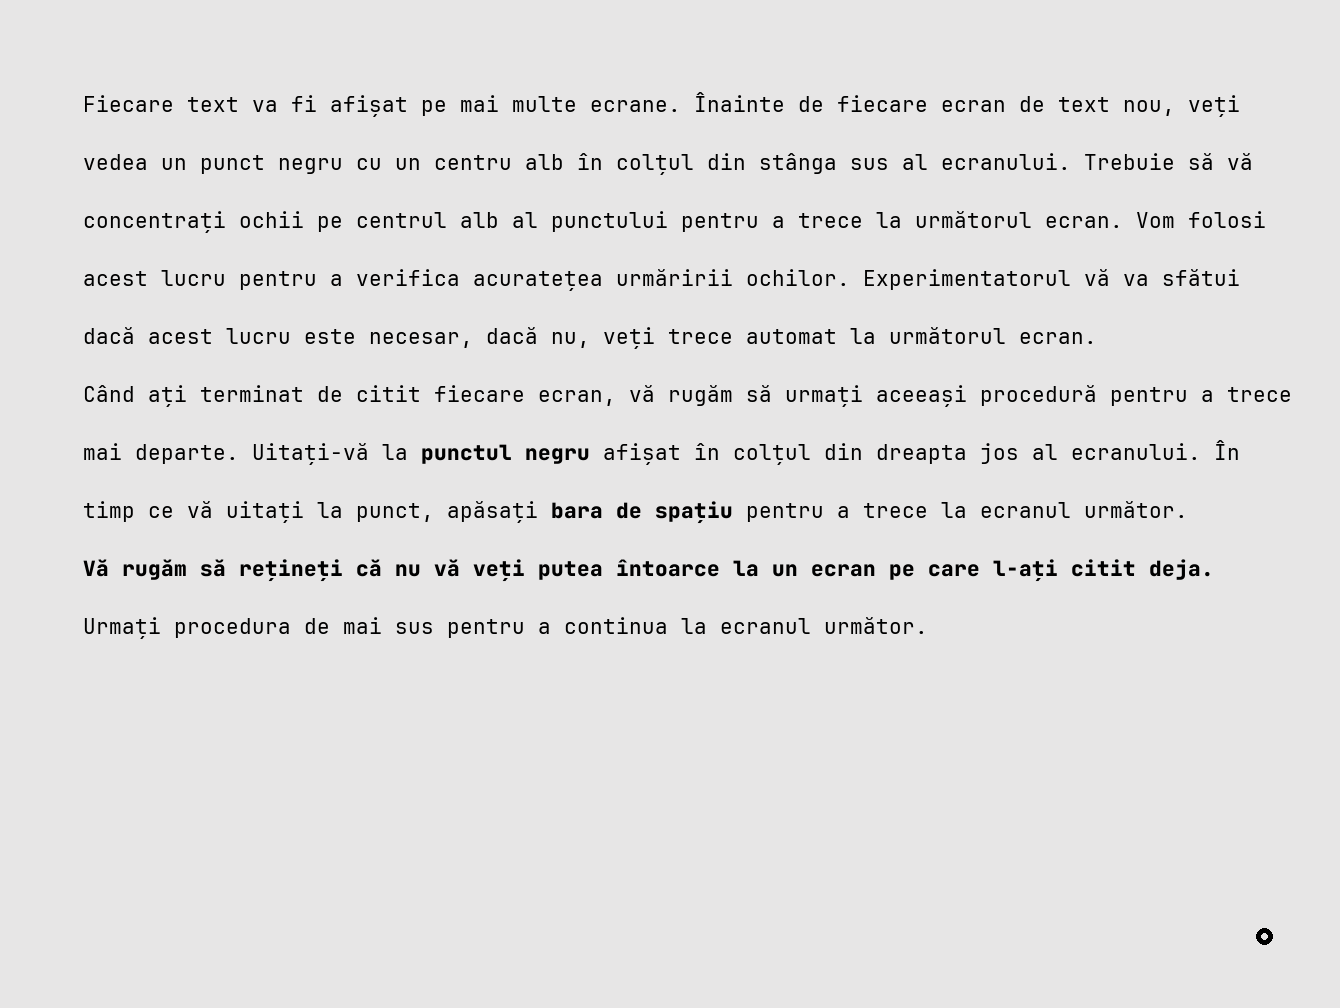 Fiecare text va fi afișat pe mai multe ecrane. Înainte de fiecare ecran de text nou, veți
vedea un punct negru cu un centru alb în colțul din stânga sus al ecranului. Trebuie să vă
concentrați ochii pe centrul alb al punctului pentru a trece la următorul ecran. Vom folosi
acest lucru pentru a verifica acuratețea urmăririi ochilor. Experimentatorul vă va sfătui
dacă acest lucru este necesar, dacă nu, veți trece automat la următorul ecran.
Când ați terminat de citit fiecare ecran, vă rugăm să urmați aceeași procedură pentru a trece
mai departe. Uitați-vă la punctul negru afișat în colțul din dreapta jos al ecranului. În
timp ce vă uitați la punct, apăsați bara de spațiu pentru a trece la ecranul următor.
Vă rugăm să rețineți că nu vă veți putea întoarce la un ecran pe care l-ați citit deja.
Urmați procedura de mai sus pentru a continua la ecranul următor.